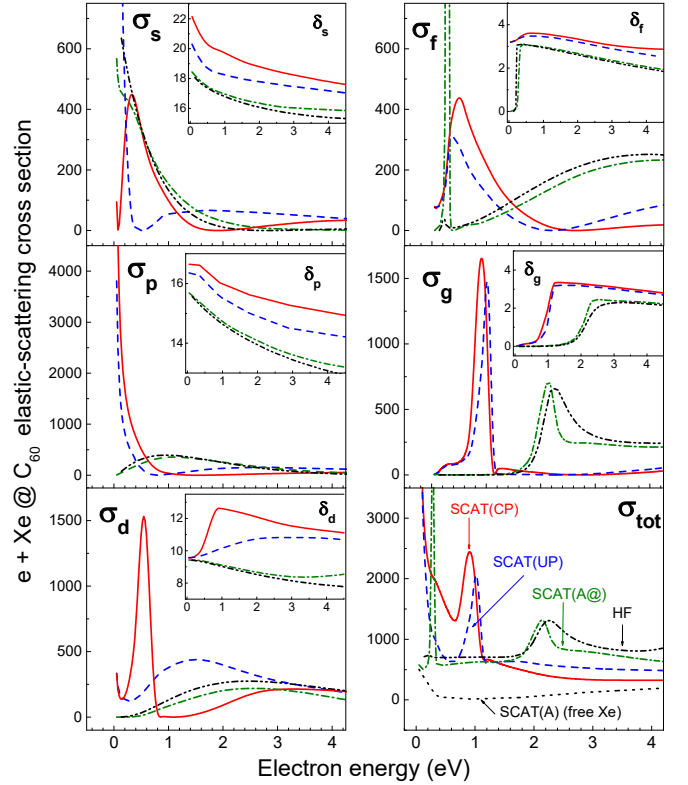 e + Xe @ C60 elastic-scattering cross section
σs
δs
600
400
200
0
22
20
18
16
0 1 2 3 4
σf
δf
600
400
200
0
3
2
1
0
0 1 2 3 4
σp
δp
4000
3000
2000
1000
0
16
14
0 1 2 3 4
σg
δg
1500
1000
500
0
4
2
0
0 1 2 3 4
σd
δd
1500
1000
500
0
12
10
8
0 1 2 3 4
0 1 2 3 4
σtot
SCAT(CP)
SCAT(UP)
SCAT(A@)
HF
SCAT(A) (free Xe)
3000
2000
1000
0
0 1 2 3 4
Electron energy (eV)